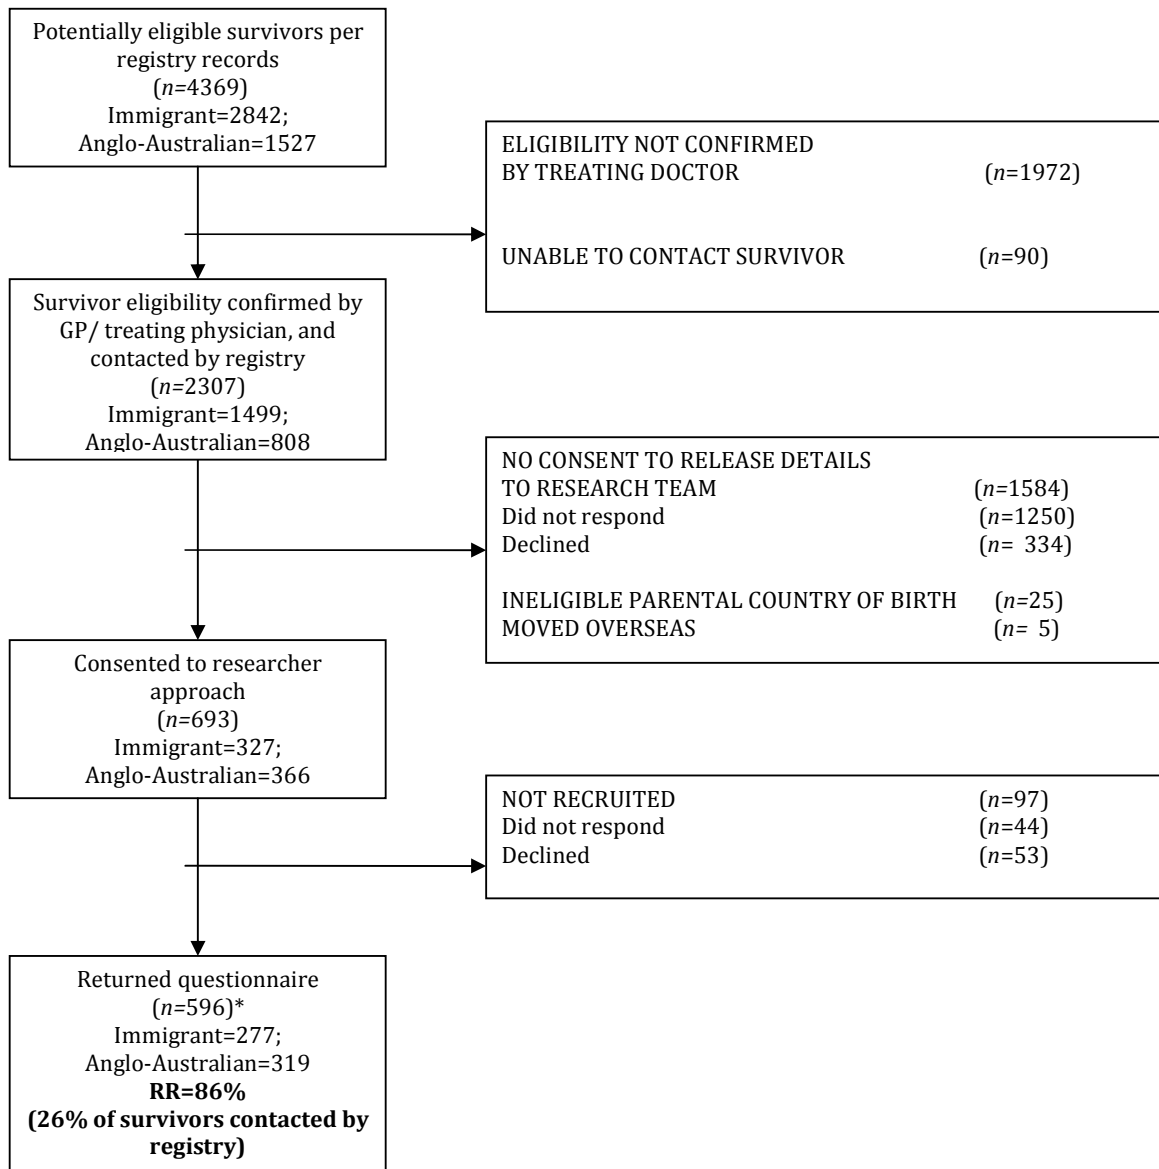 Potentially eligible survivors per
registry records
(n=4369)
Immigrant=2842;
Anglo-Australian=1527
ELIGIBILITY NOT CONFIRMED
BY TREATING DOCTOR (n=1972)
UNABLE TO CONTACT SURVIVOR (n=90)
Survivor eligibility confirmed by
GP/ treating physician, and
contacted by registry
(n=2307)
Immigrant=1499;
Anglo-Australian=808
NO CONSENT TO RELEASE DETAILS
TO RESEARCH TEAM (n=1584)
Did not respond (n=1250)
Declined (n= 334)
INELIGIBLE PARENTAL COUNTRY OF BIRTH (n=25)
MOVED OVERSEAS (n= 5)
Consented to researcher
approach
(n=693)
Immigrant=327;
Anglo-Australian=366
NOT RECRUITED (n=97)
Did not respond (n=44)
Declined (n=53)
Returned questionnaire
(n=596)*
Immigrant=277;
Anglo-Australian=319
RR=86%
(26% of survivors contacted by
registry)